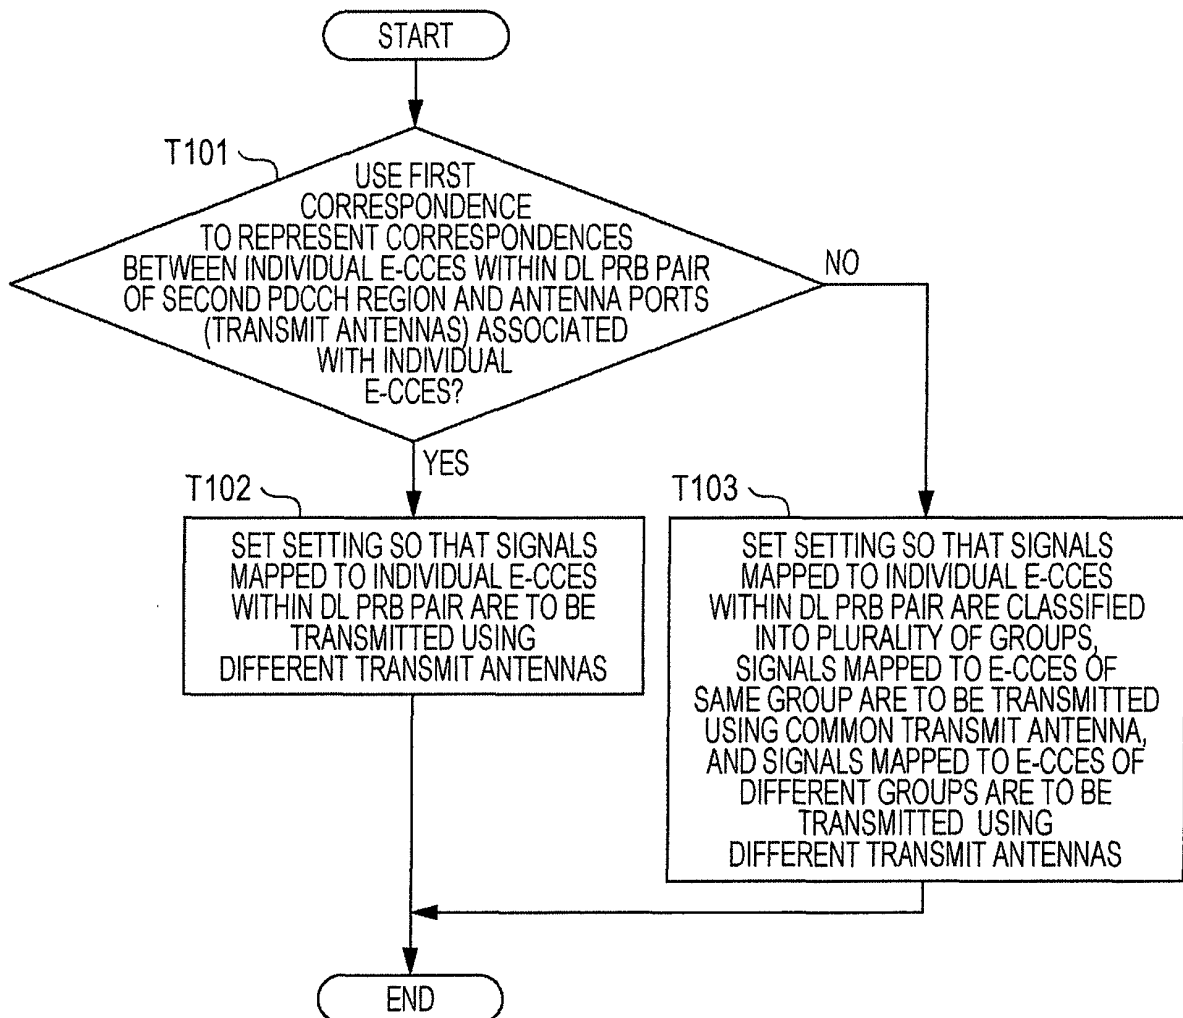 START
T101
USE FIRST
CORRESPONDENCE
TO REPRESENT CORRESPONDENCES
BETWEEN INDIVIDUAL E-CCES WITHIN DL PRB PAIR
OF SECOND PDCCH REGION AND ANTENNA PORTS
(TRANSMIT ANTENNAS) ASSOCIATED
WITH INDIVIDUAL
E-CCES?
NO
YES
T102
SET SETTING SO THAT SIGNALS
MAPPED TO INDIVIDUAL E-CCES
WITHIN DL PRB PAIR ARE TO BE
TRANSMITTED USING
DIFFERENT TRANSMIT ANTENNAS
T103
SET SETTING SO THAT SIGNALS
MAPPED TO INDIVIDUAL E-CCES
WITHIN DL PRB PAIR ARE CLASSIFIED
INTO PLURALITY OF GROUPS,
SIGNALS MAPPED TO E-CCES OF
SAME GROUP ARE TO BE TRANSMITTED
USING COMMON TRANSMIT ANTENNA,
AND SIGNALS MAPPED TO E-CCES OF
DIFFERENT GROUPS ARE TO BE
TRANSMITTED USING
DIFFERENT TRANSMIT ANTENNAS
END